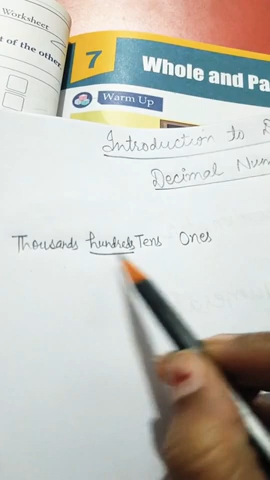 Worksheet
t of the other
7
Whole and Pa
Warm Up
Introduction to D
Decimal Num
Thousands hundreds Tens Ones